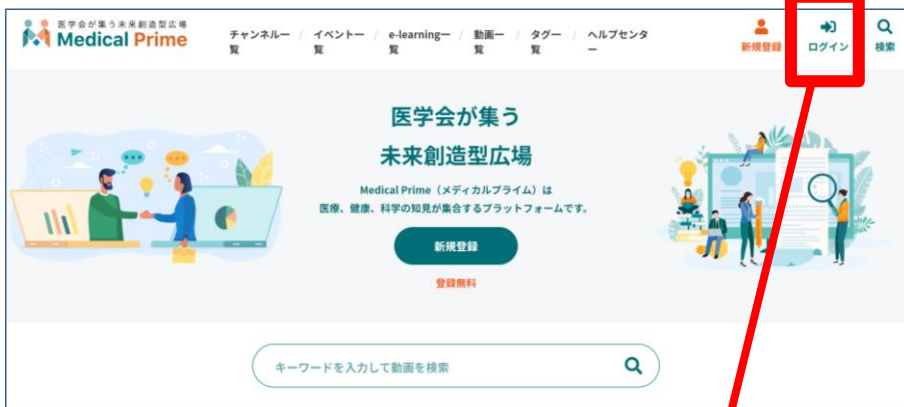 医学会が集う未来創造型広場
Medical Prime
チャンネル一覧 / イベント一覧 / e-learning一覧 / 動画一覧 / タグ一覧 / ヘルプセンター
新規登録
ログイン
検索
医学会が集う
未来創造型広場
Medical Prime（メディカルプライム）は
医療、健康、科学の知見が集合するプラットフォームです。
新規登録
登録無料
キーワードを入力して動画を検索